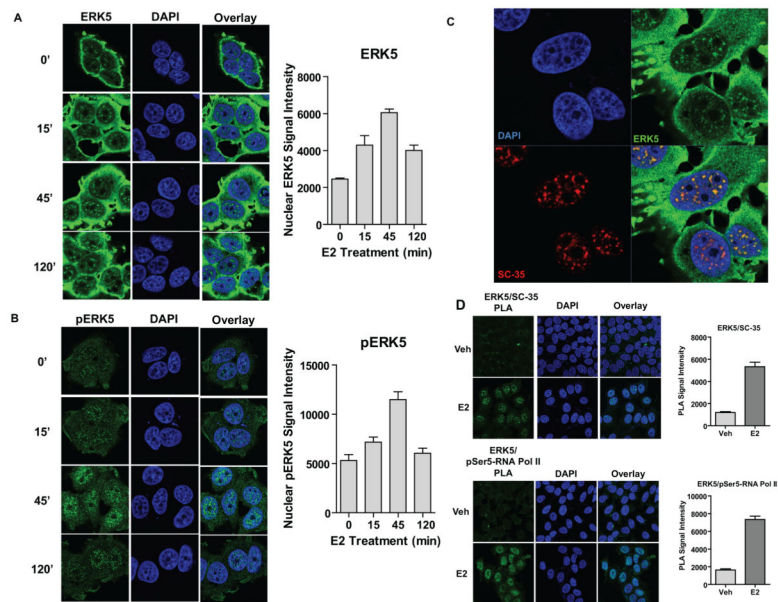 A
ERK5
DAPI
Overlay
0'
15'
45'
120'
ERK5
Nuclear ERK5 Signal Intensity
8000
6000
4000
2000
0
0
15
45
120
E2 Treatment (min)
B
pERK5
DAPI
Overlay
0'
15'
45'
120'
pERK5
Nuclear pERK5 Signal Intensity
15000
10000
5000
0
0
15
45
120
E2 Treatment (min)
C
DAPI
ERK5
SC-35
D
ERK5/SC-35
PLA
DAPI
Overlay
Veh
E2
ERK5/SC-35
PLA Signal Intensity
8000
6000
4000
2000
0
Veh
E2
ERK5/
pSer5-RNA Pol II
PLA
DAPI
Overlay
Veh
E2
ERK5/pSer5-RNA Pol II
PLA Signal Intensity
10000
8000
6000
4000
2000
0
Veh
E2